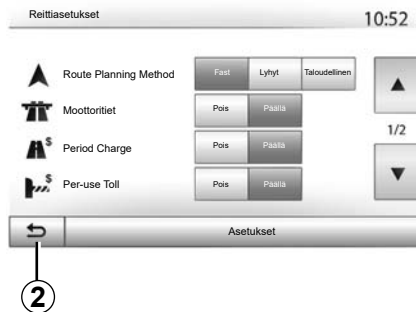 Reittiasetukset 10:52
Route Planning Method Fast Lyhyt Taloudellinen
Moottoritiet Pois Päällä
1/2
Period Charge Pois Päällä
Per-use Toll Pois Päällä
Asetukset
2